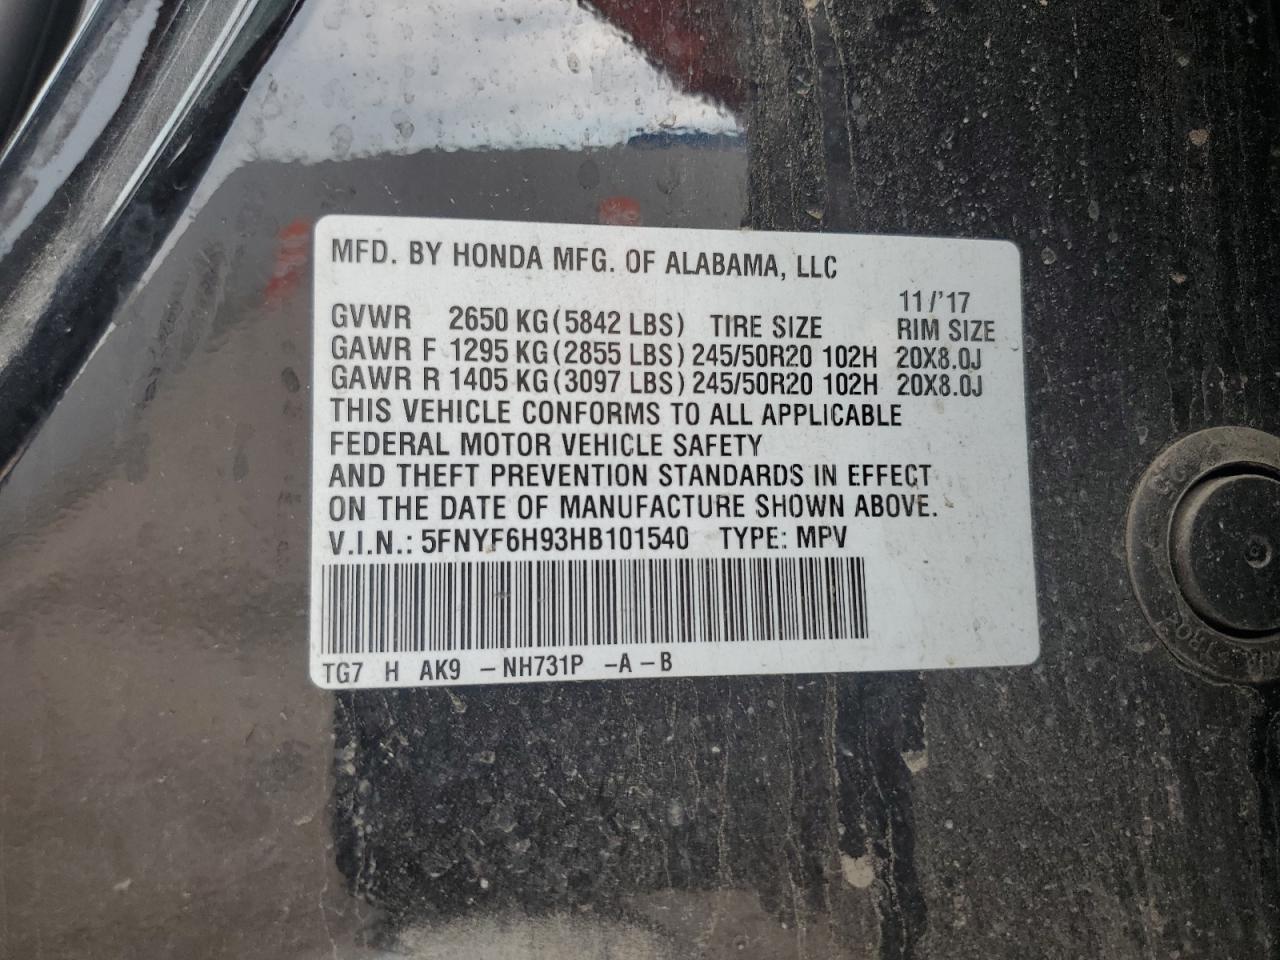 MFD. BY HONDA MFG. OF ALABAMA, LLC
11/'17
GVWR 2650 KG(5842 LBS) TIRE SIZE RIM SIZE
GAWR F 1295 KG(2855 LBS) 245/50R20 102H 20X8.0J
GAWR R 1405 KG(3097 LBS) 245/50R20 102H 20X8.0J
THIS VEHICLE CONFORMS TO ALL APPLICABLE
FEDERAL MOTOR VEHICLE SAFETY
AND THEFT PREVENTION STANDARDS IN EFFECT
ON THE DATE OF MANUFACTURE SHOWN ABOVE.
V.I.N.: 5FNYF6H93HB101540 TYPE: MPV
TG7 H AK9 -NH731P -A-B